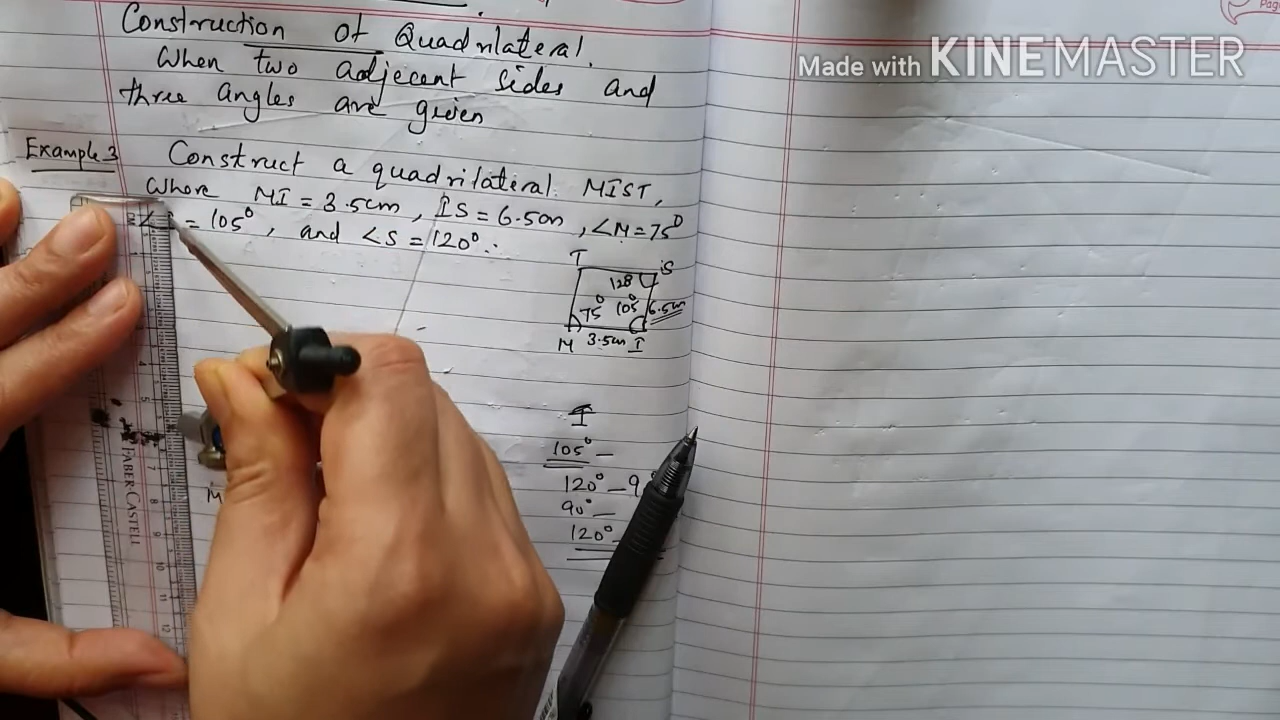 Construction of Quadrilateral.
When two adjecent sides and
three angles are given
Example 3 Construct a quadrilateral MIST,
where MI = 3.5cm, IS = 6.5cm, ∠M = 75°
= 105°, and ∠S = 120°.
T S
120
75° 105° 6.5cm
M 3.5cm I
I
105° –
120° – 9
90° –
120°
M
FABER-CASTELL
Made with KINEMASTER